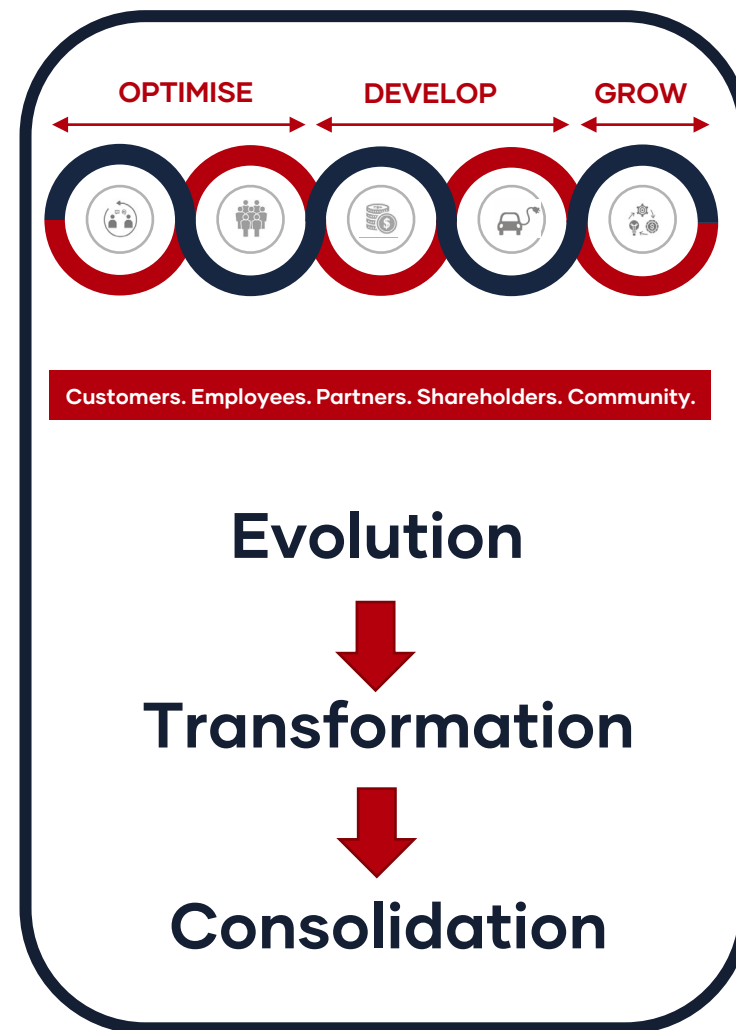 OPTIMISE DEVELOP GROW
Customers. Employees. Partners. Shareholders. Community.
Evolution
Transformation
Consolidation